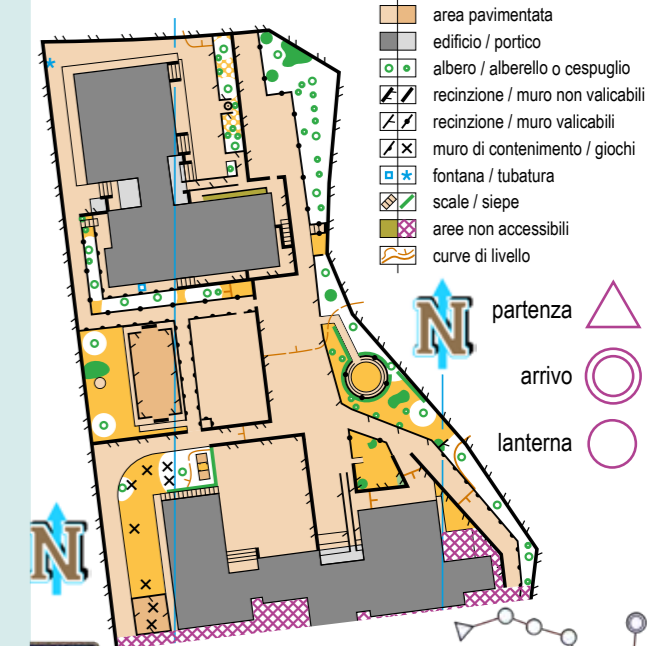 area pavimentata
edificio / portico
albero / alberello o cespuglio
recinzione / muro non valicabili
recinzione / muro valicabili
muro di contenimento / giochi
fontana / tubatura
scale / siepe
aree non accessibili
curve di livello
N
partenza
arrivo
lanterna
N